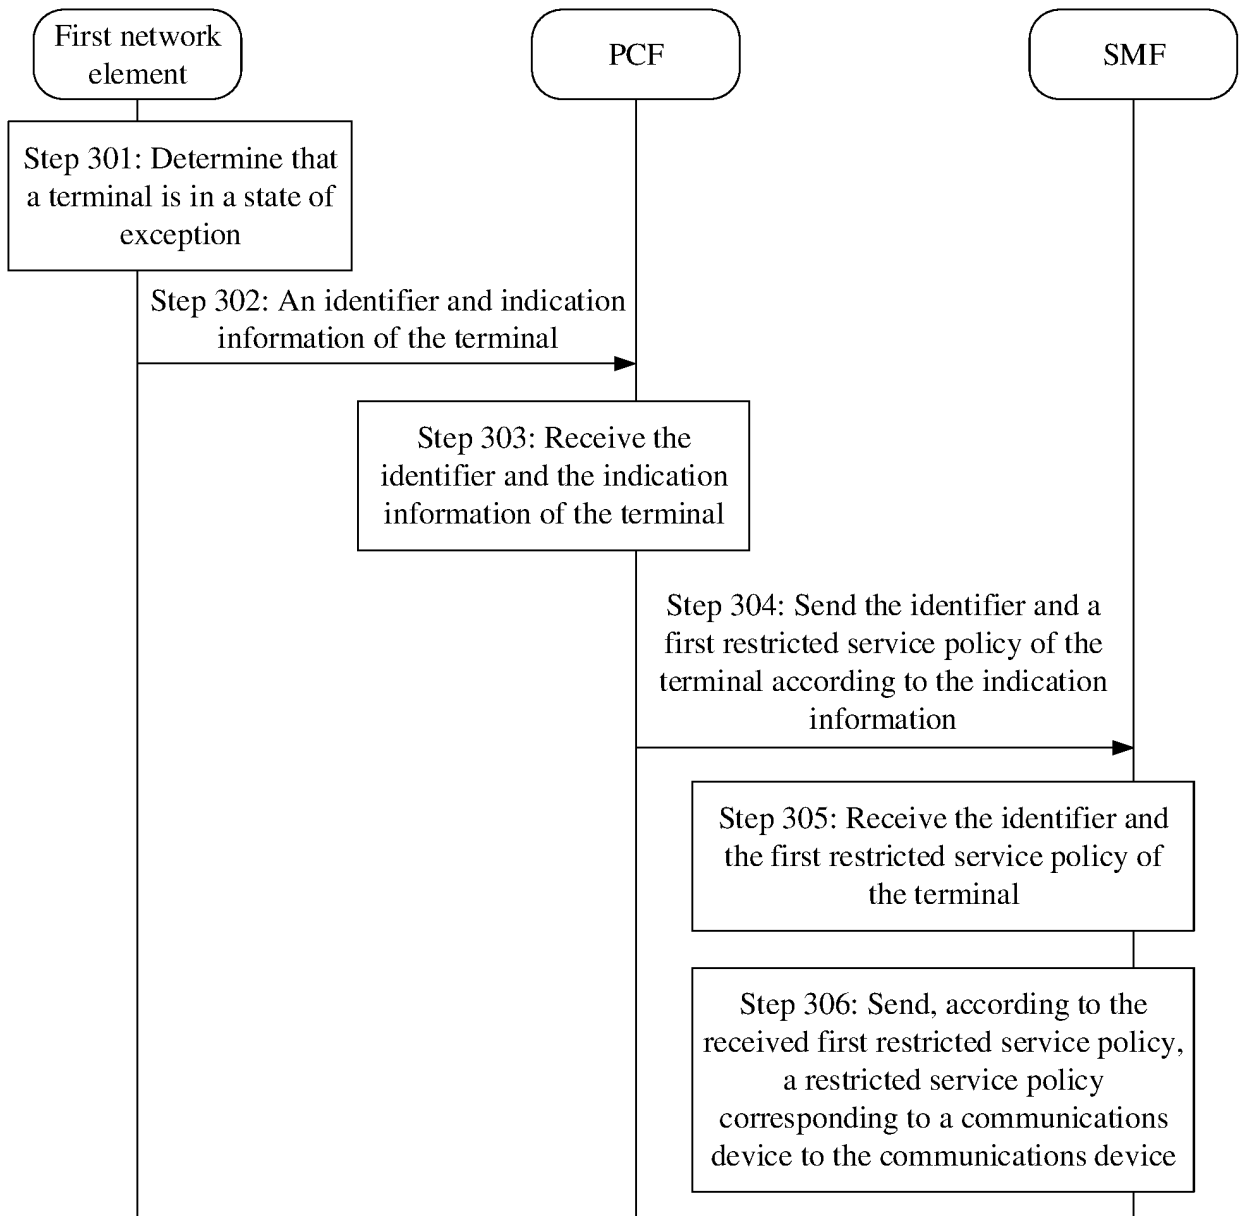 First network
element
PCF
SMF
Step 301: Determine that
a terminal is in a state of
exception
Step 302: An identifier and indication
information of the terminal
Step 303: Receive the
identifier and the indication
information of the terminal
Step 304: Send the identifier and a
first restricted service policy of the
terminal according to the indication
information
Step 305: Receive the identifier and
the first restricted service policy of
the terminal
Step 306: Send, according to the
received first restricted service policy,
a restricted service policy
corresponding to a communications
device to the communications device